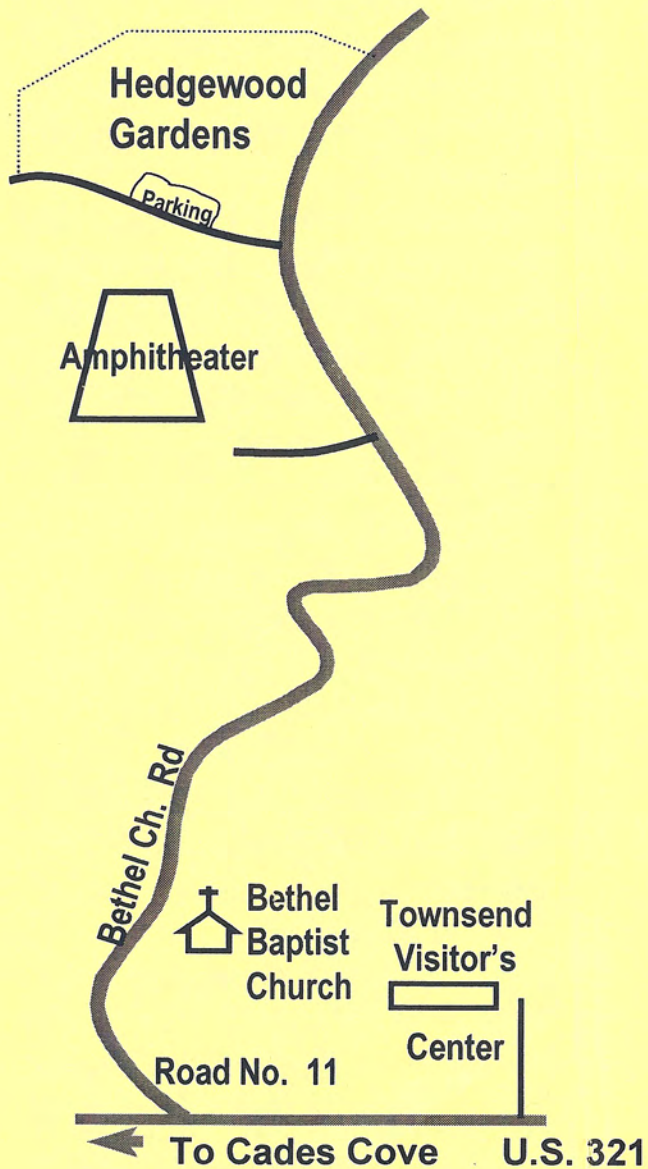 Hedgewood
Gardens
Parking
Amphitheater
Bethel Ch. Rd
Bethel
Baptist
Church
Townsend
Visitor's
Center
Road No. 11
To Cades Cove U.S. 321